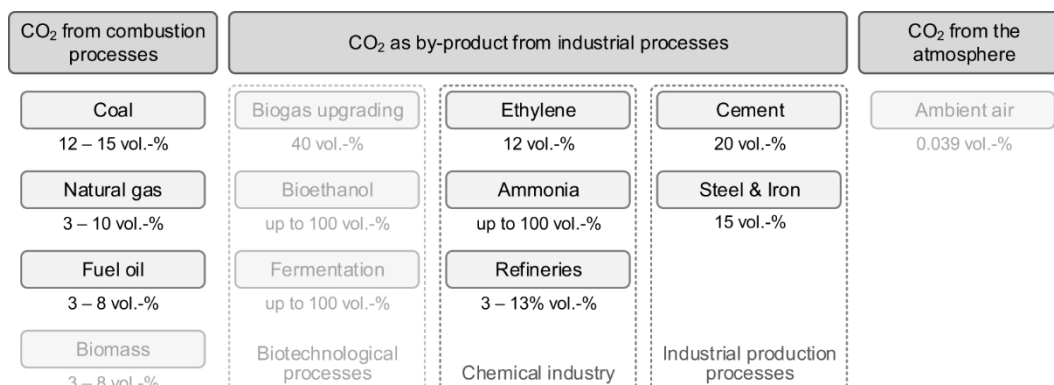 CO₂ from combustion
processes
CO₂ as by-product from industrial processes
CO₂ from the
atmosphere
Coal
12 – 15 vol.-%
Natural gas
3 – 10 vol.-%
Fuel oil
3 – 8 vol.-%
Biomass
3 – 8 vol.-%
Biogas upgrading
40 vol.-%
Bioethanol
up to 100 vol.-%
Fermentation
up to 100 vol.-%
Biotechnological
processes
Ethylene
12 vol.-%
Ammonia
up to 100 vol.-%
Refineries
3 – 13% vol.-%
Chemical industry
Cement
20 vol.-%
Steel & Iron
15 vol.-%
Industrial production
processes
Ambient air
0.039 vol.-%